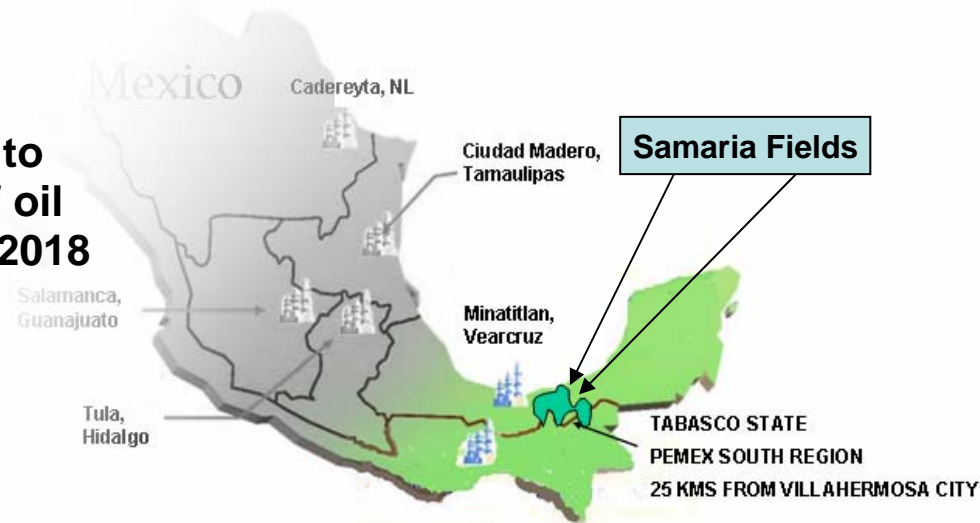 Mexico
Cadereyta, NL
to
oil
2018
Ciudad Madero,
Tamaulipas
Samaria Fields
Salamanca,
Guanajuato
Minatitlan,
Vearcruz
Tula,
Hidalgo
TABASCO STATE
PEMEX SOUTH REGION
25 KMS FROM VILLAHERMOSA CITY